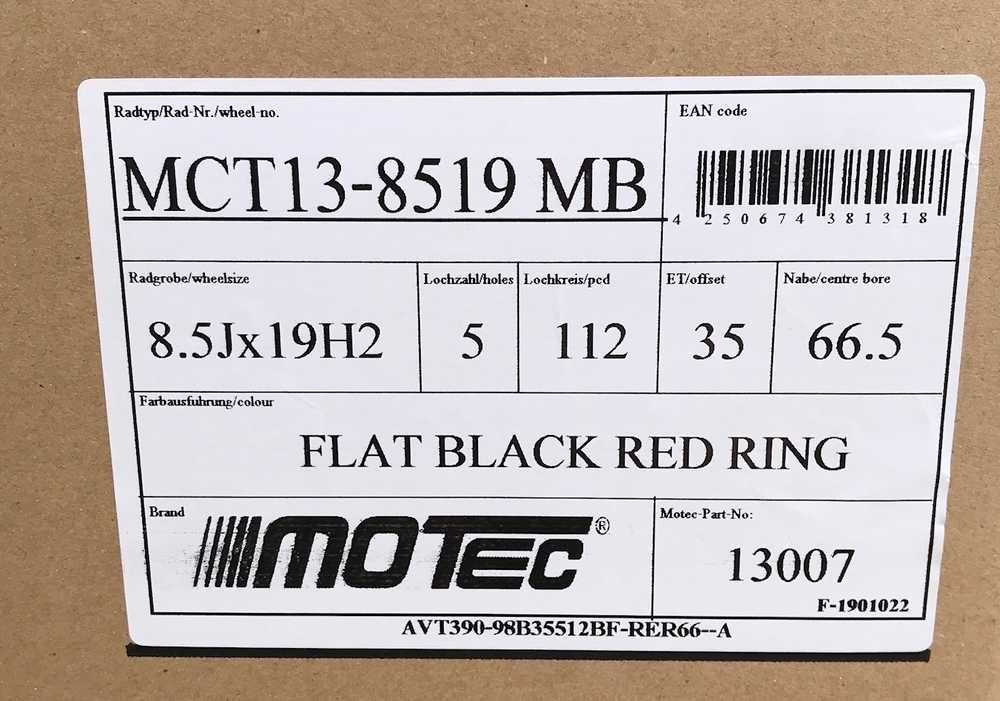 Radtyp/Rad-Nr./wheel-no.
MCT13-8519 MB
EAN code
4 250674 381318
Radgrobe/wheelsize
8.5Jx19H2
Lochzahl/holes
5
Lochkreis/pcd
112
ET/offset
35
Nabe/centre bore
66.5
Farbausfuhrung/colour
FLAT BLACK RED RING
Brand
MOTEC®
Motec-Part-No:
13007
F-1901022
AVT390-98B35512BF-RER66--A